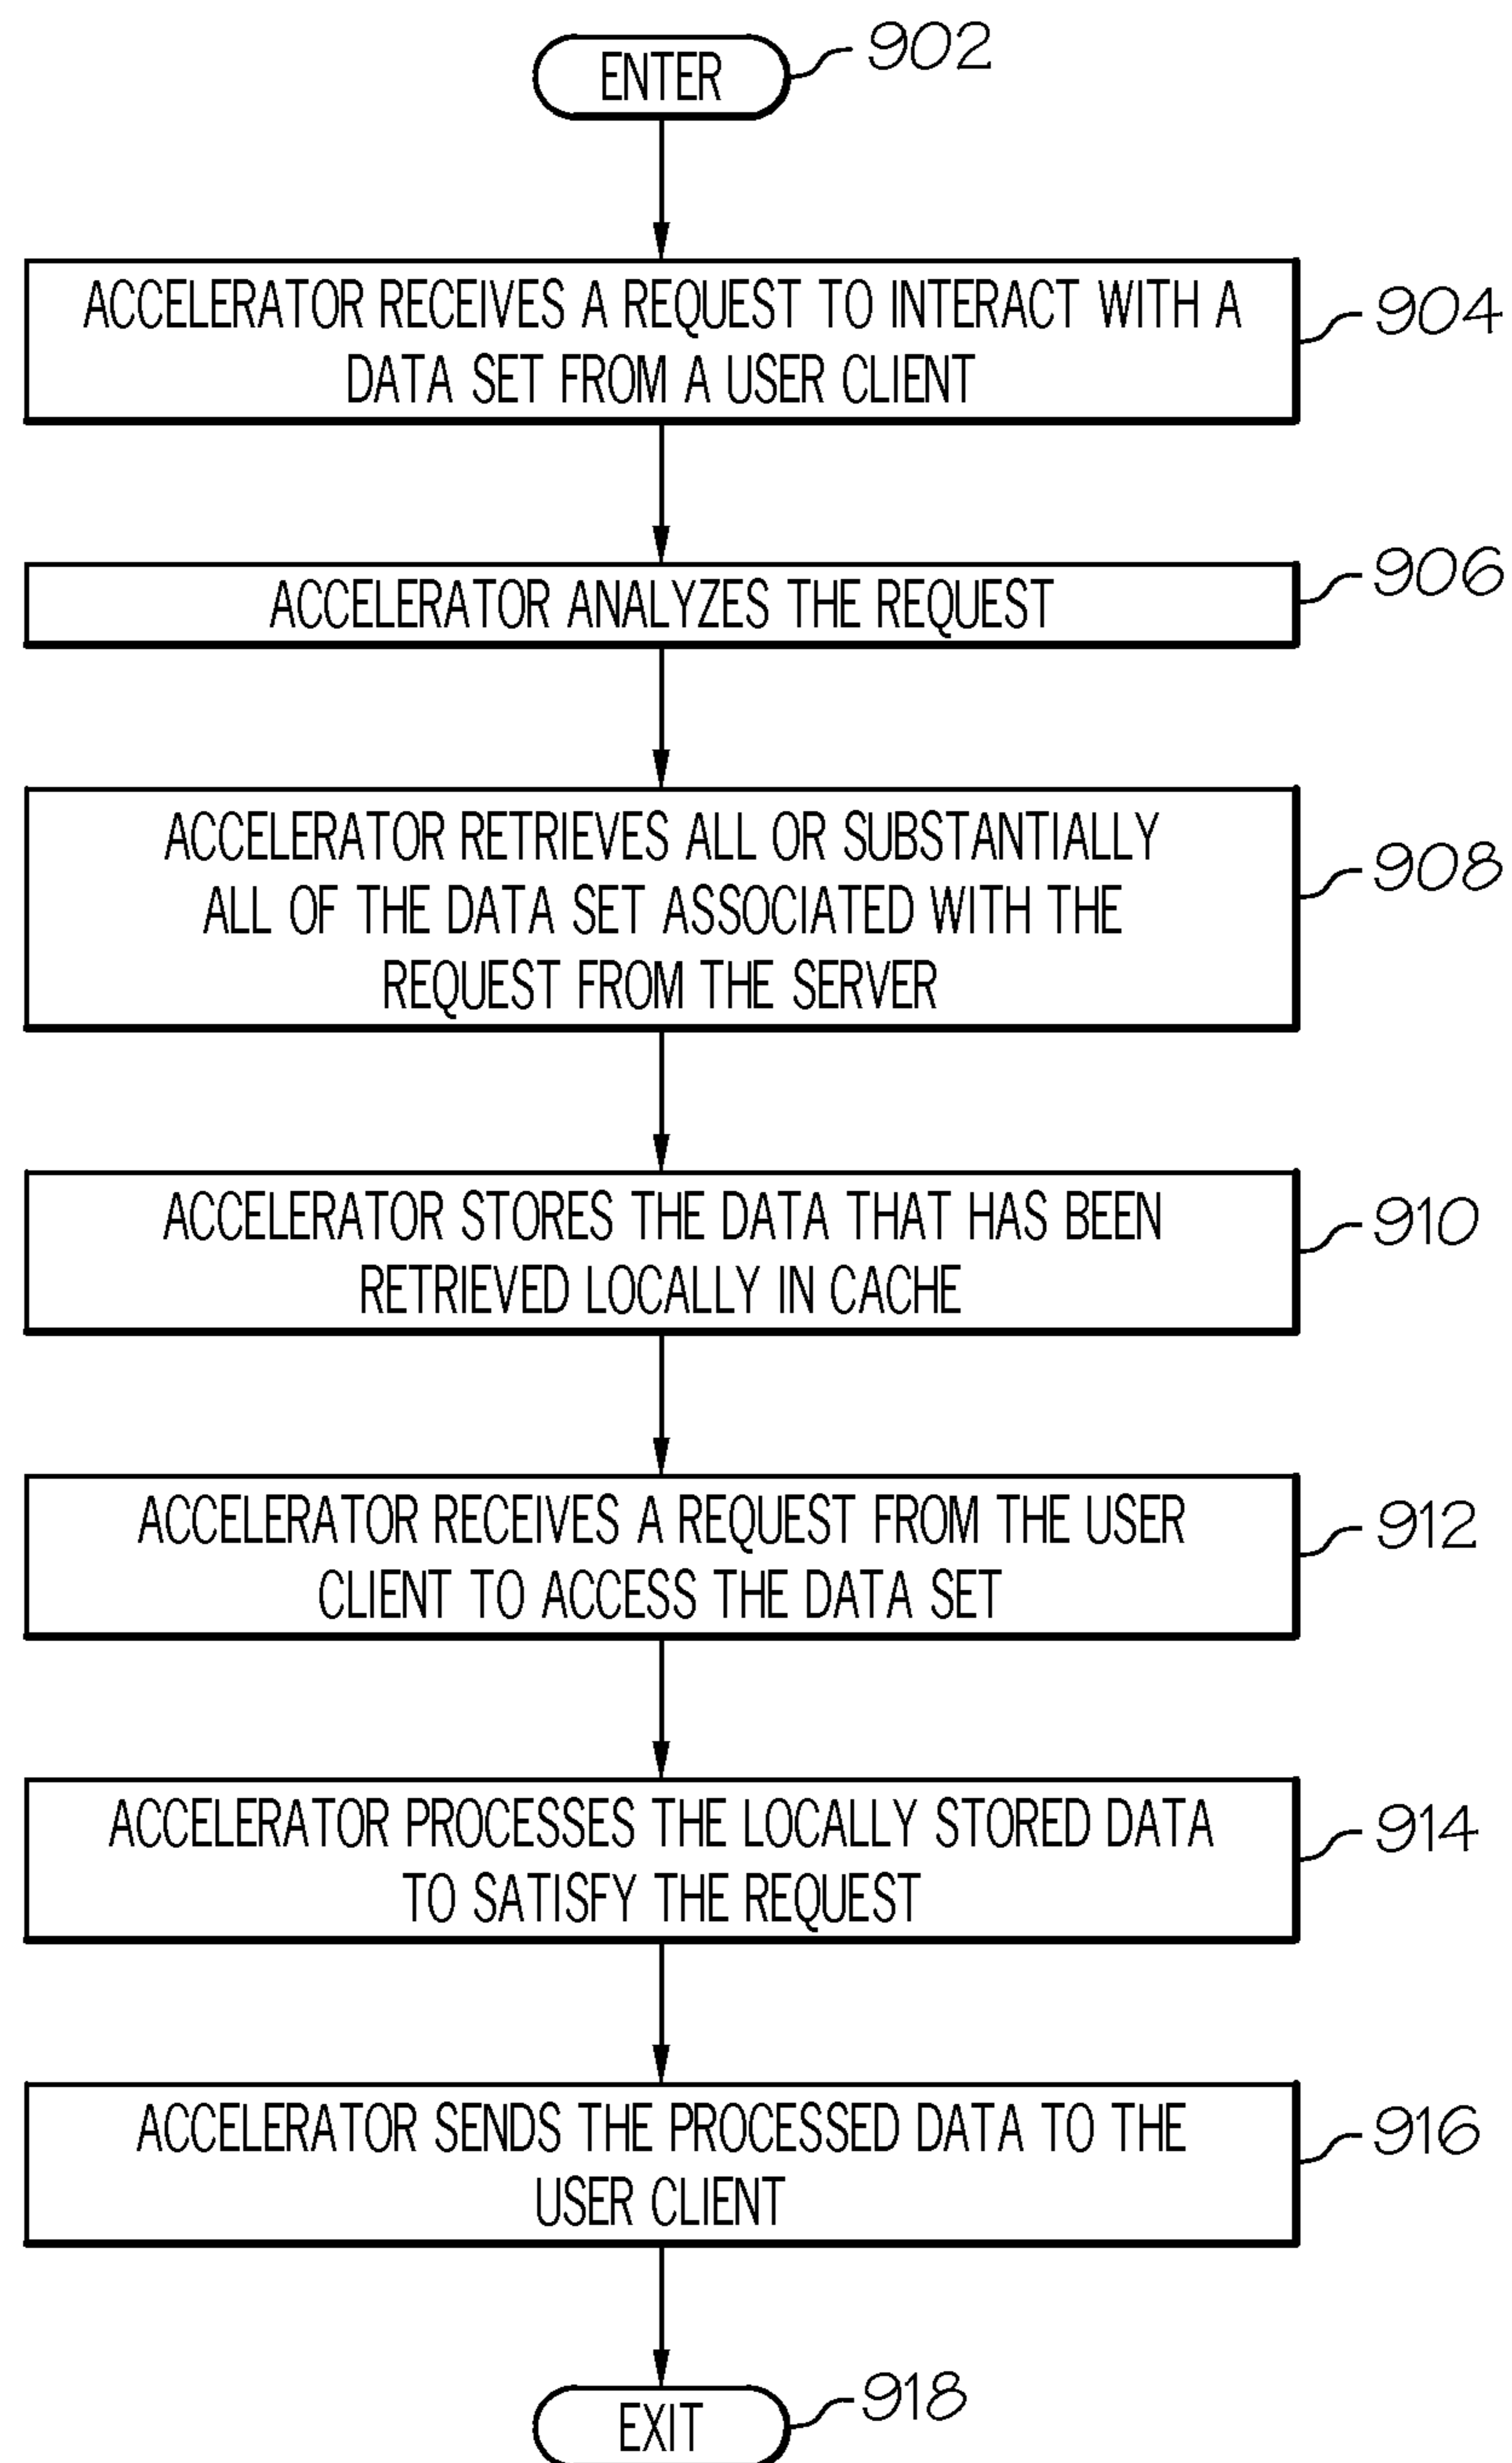 ENTER
902
ACCELERATOR RECEIVES A REQUEST TO INTERACT WITH A
DATA SET FROM A USER CLIENT
904
ACCELERATOR ANALYZES THE REQUEST
906
ACCELERATOR RETRIEVES ALL OR SUBSTANTIALLY
ALL OF THE DATA SET ASSOCIATED WITH THE
REQUEST FROM THE SERVER
908
ACCELERATOR STORES THE DATA THAT HAS BEEN
RETRIEVED LOCALLY IN CACHE
910
ACCELERATOR RECEIVES A REQUEST FROM THE USER
CLIENT TO ACCESS THE DATA SET
912
ACCELERATOR PROCESSES THE LOCALLY STORED DATA
TO SATISFY THE REQUEST
914
ACCELERATOR SENDS THE PROCESSED DATA TO THE
USER CLIENT
916
EXIT
918